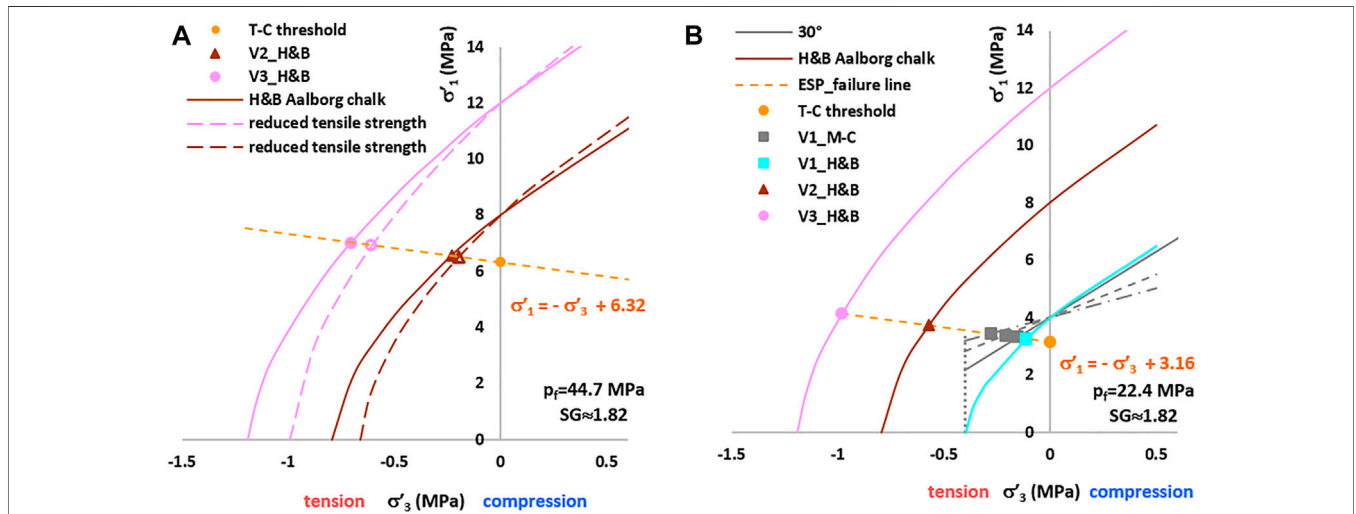 A
T-C threshold
V2_H&B
V3_H&B
H&B Aalborg chalk
reduced tensile strength
reduced tensile strength
σ′1 (MPa)
14
12
10
8
6
4
2
0
σ′1 = - σ′3 + 6.32
pf=44.7 MPa
SG≈1.82
-1.5
-1
-0.5
0
0.5
tension σ′3 (MPa) compression
B
30°
H&B Aalborg chalk
ESP_failure line
T-C threshold
V1_M-C
V1_H&B
V2_H&B
V3_H&B
σ′1 (MPa)
14
12
10
8
6
4
2
0
σ′1 = - σ′3 + 3.16
pf=22.4 MPa
SG≈1.82
-1.5
-1
-0.5
0
0.5
tension σ′3 (MPa) compression